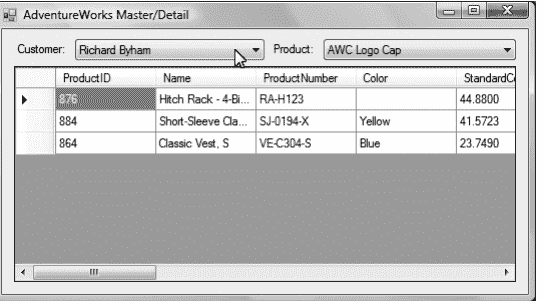 AdventureWorks Master/Detail
Customer: Richard Byham Product: AWC Logo Cap
ProductID Name ProductNumber Color StandardCo
876 Hitch Rack - 4-Bi... RA-H123 44.8800
884 Short-Sleeve Cla... SJ-0194-X Yellow 41.5723
864 Classic Vest, S VE-C304-S Blue 23.7490